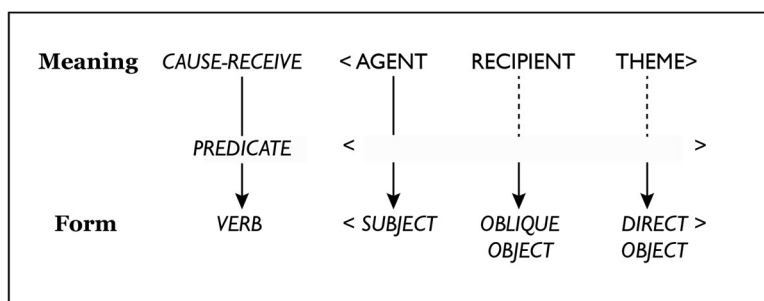 Meaning CAUSE-RECEIVE < AGENT RECIPIENT THEME>
PREDICATE < >
Form VERB < SUBJECT OBLIQUE DIRECT >
OBJECT OBJECT